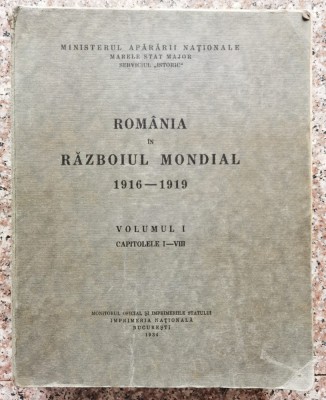 MINISTERUL APĂRĂRII NAȚIONALE
MARELE STAT MAJOR
SERVICIUL „ISTORIC”
ROMÂNIA
ÎN
RĂZBOIUL MONDIAL
1916—1919
VOLUMUL I
CAPITOLELE I—VIII
MONITORUL OFICIAL ȘI IMPRIMERIILE STATULUI
IMPRIMERIA NAȚIONALĂ
BUCUREȘTI
1934